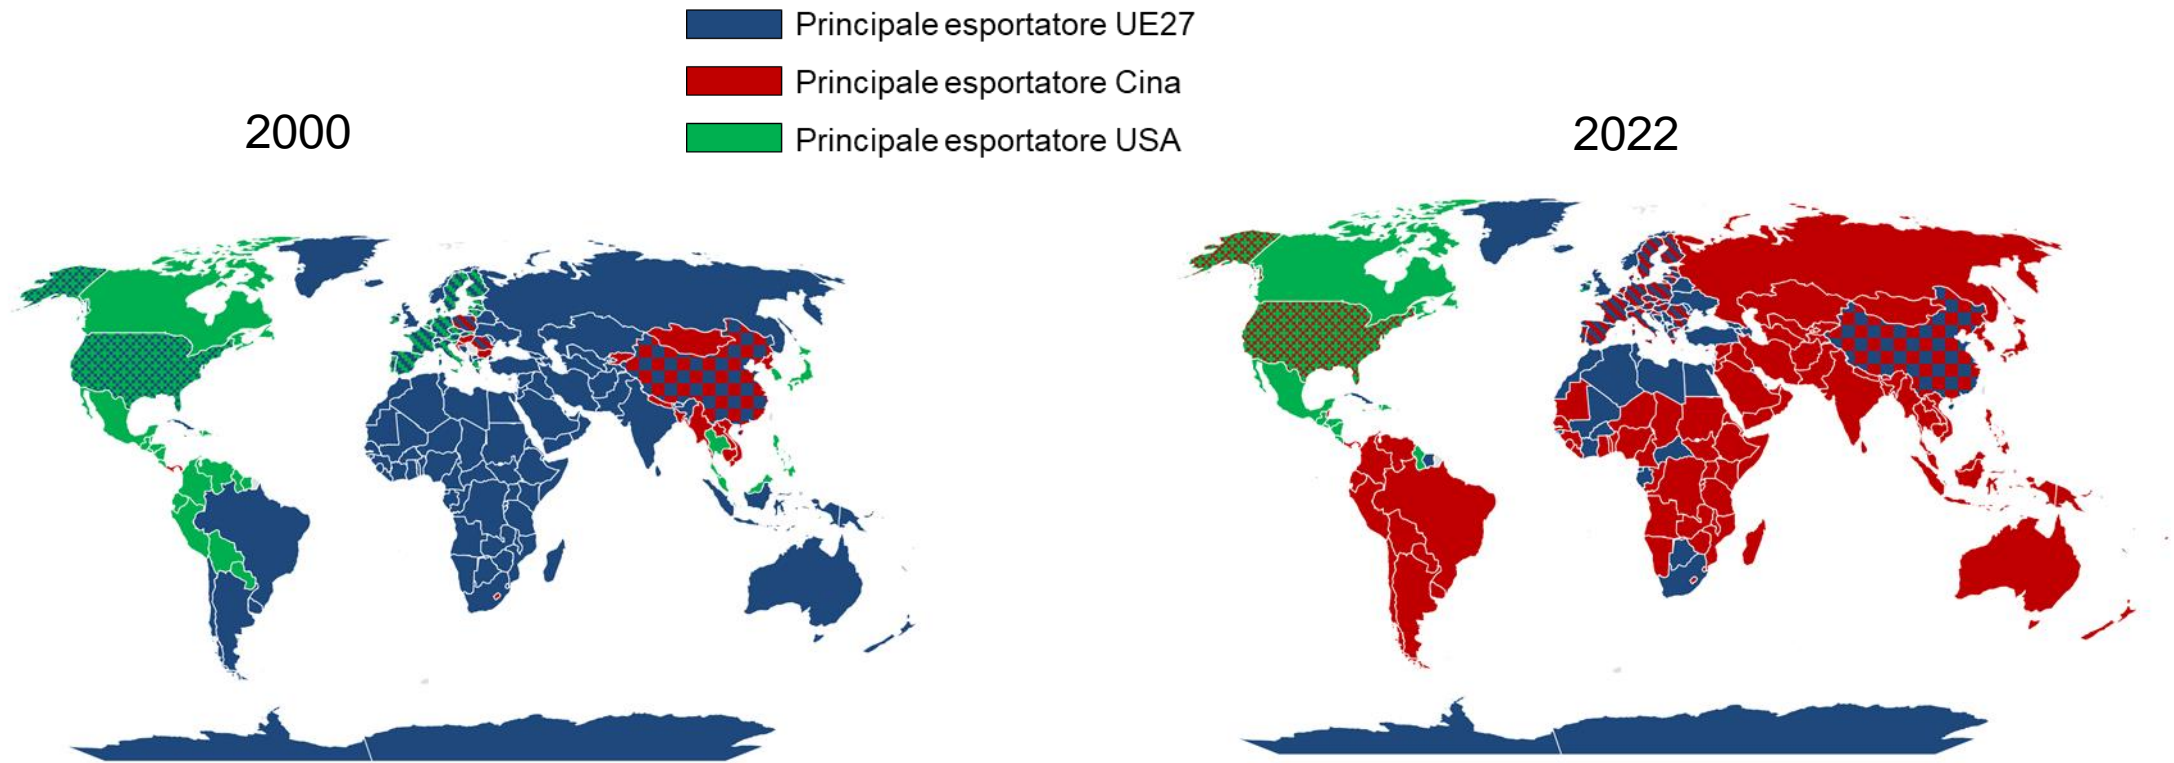 Principale esportatore UE27
Principale esportatore Cina
Principale esportatore USA
2000
2022